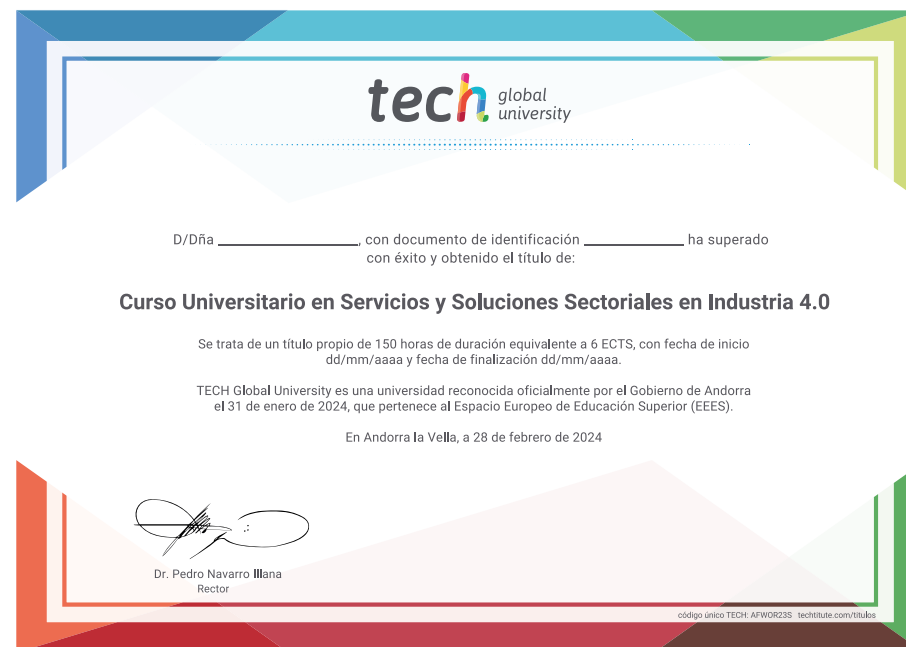 tech global university
D/Dña ______________, con documento de identificación __________ ha superado
con éxito y obtenido el título de:
Curso Universitario en Servicios y Soluciones Sectoriales en Industria 4.0
Se trata de un título propio de 150 horas de duración equivalente a 6 ECTS, con fecha de inicio
dd/mm/aaaa y fecha de finalización dd/mm/aaaa.
TECH Global University es una universidad reconocida oficialmente por el Gobierno de Andorra
el 31 de enero de 2024, que pertenece al Espacio Europeo de Educación Superior (EEES).
En Andorra la Vella, a 28 de febrero de 2024
Dr. Pedro Navarro Illana
Rector
código único TECH: AFWOR23S techtitute.com/titulos